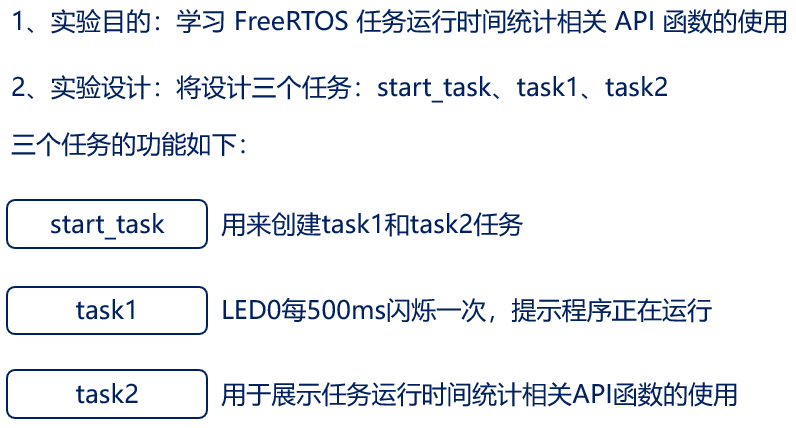 1、实验目的：学习 FreeRTOS 任务运行时间统计相关 API 函数的使用
2、实验设计：将设计三个任务：start_task、task1、task2
三个任务的功能如下：
start_task 用来创建task1和task2任务
task1 LED0每500ms闪烁一次，提示程序正在运行
task2 用于展示任务运行时间统计相关API函数的使用